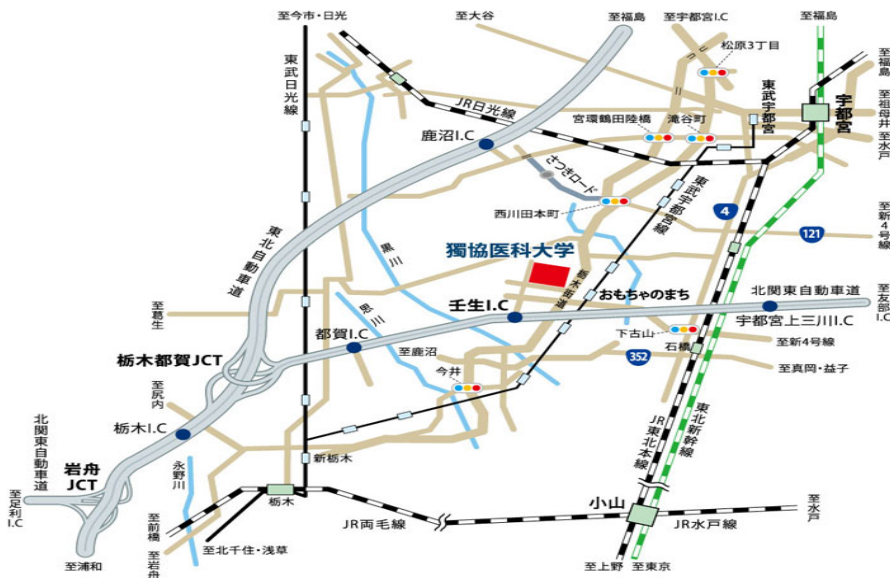 至今市・日光
至大谷
至福島
至宇都宮I.C
至福島
松原3丁目
至福島
東武日光線
JR日光線
東武宇都宮
宇都宮
至祖母井
宮環鶴田陸橋
滝谷町
至水戸
鹿沼I.C
さつきロード
東武宇都宮線
西川田本町
4
至新4号線
121
東北自動車道
黒川
獨協医科大学
栃木街道
思川
おもちゃのまち
北関東自動車道
至友部I.C
至葛生
壬生I.C
宇都宮上三川I.C
都賀I.C
下古山
至新4号線
石橋
栃木都賀JCT
至鹿沼
352
至真岡・益子
今井
至尻内
栃木I.C
北関東自動車道
JR東北本線
東北新幹線
岩舟JCT
永野川
新栃木
至足利I.C
栃木
小山
至水戸
至前橋
JR両毛線
JR水戸線
至北千住・浅草
至浦和
至岩舟
至上野
至東京